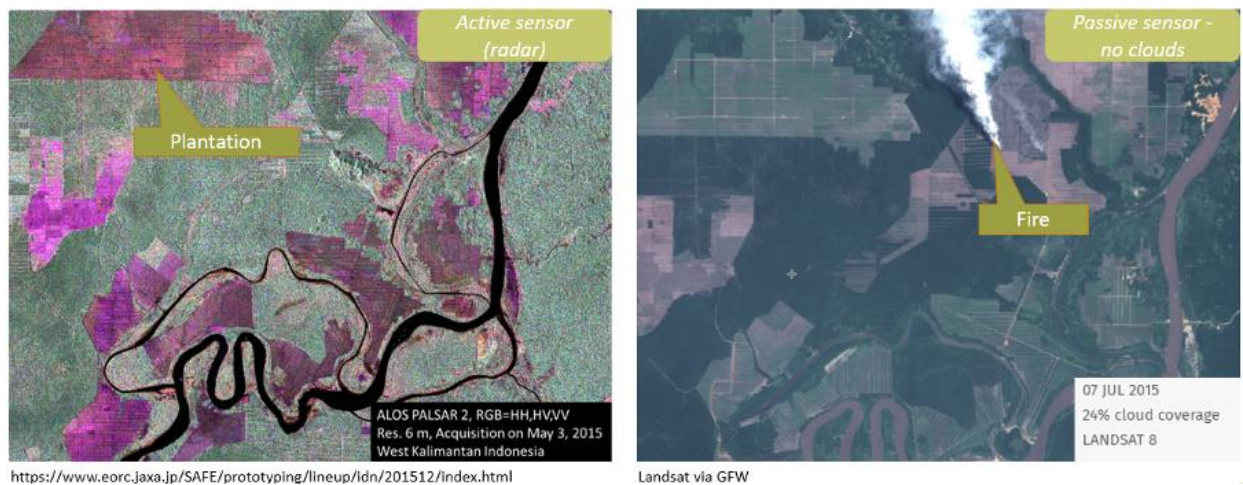 Active sensor
(radar)
Plantation
ALOS PALSAR 2, RGB=HH,HV,VV
Res. 6 m, Acquisition on May 3, 2015
West Kalimantan Indonesia
https://www.eorc.jaxa.jp/SAFE/prototyping/lineup/idn/201512/index.html
Passive sensor -
no clouds
Fire
07 JUL 2015
24% cloud coverage
LANDSAT 8
Landsat via GFW